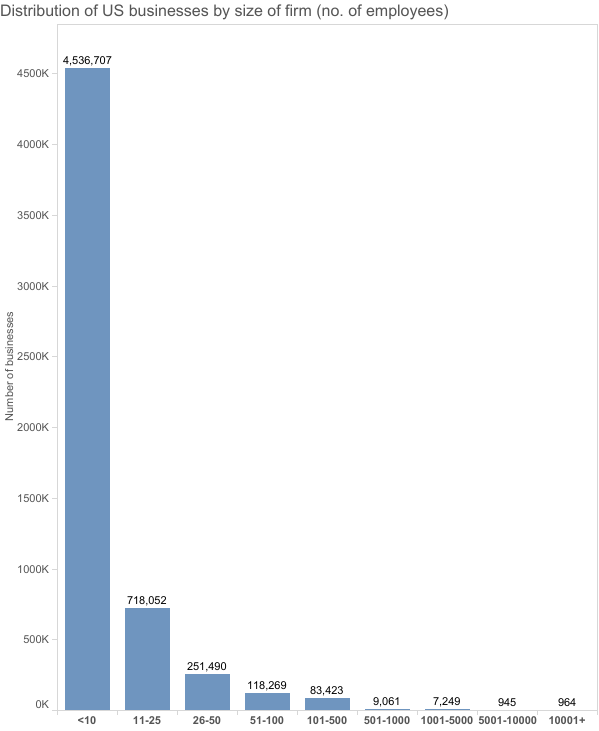 Distribution of US businesses by size of firm (no. of employees)
Number of businesses
4500K
4000K
3500K
3000K
2500K
2000K
1500K
1000K
500K
0K
4,536,707
718,052
251,490
118,269
83,423
9,061
7,249
945
964
<10
11-25
26-50
51-100
101-500
501-1000
1001-5000
5001-10000
10001+